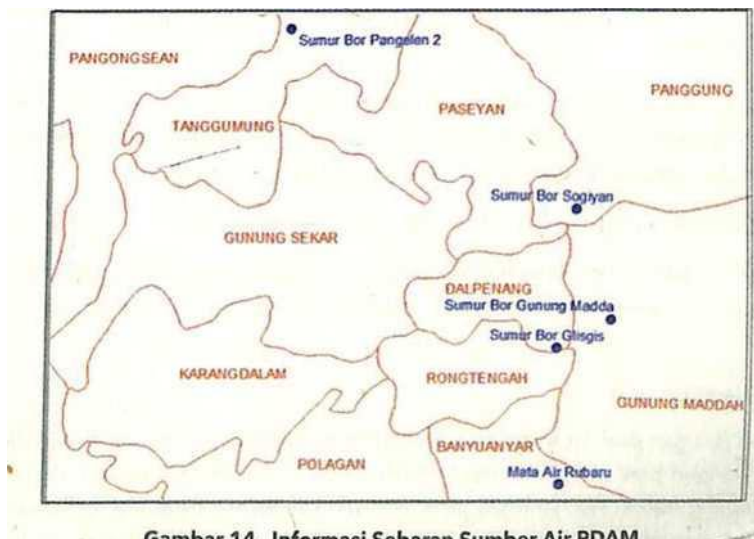 Sumur Bor Pangelen 2
PANGONGSEAN
PANGGUNG
PASEYAN
TANGGUMUNG
Sumur Bor Sogiyan
GUNUNG SEKAR
DALPENANG
Sumur Bor Gunung Madda
Sumur Bor Glisgis
KARANGDALAM
RONGTENGAH
GUNUNG MADDAH
BANYUANYAR
POLAGAN
Mata Air Rubaru
Gambar 14. Informasi Sebaran Sumber Air PDAM